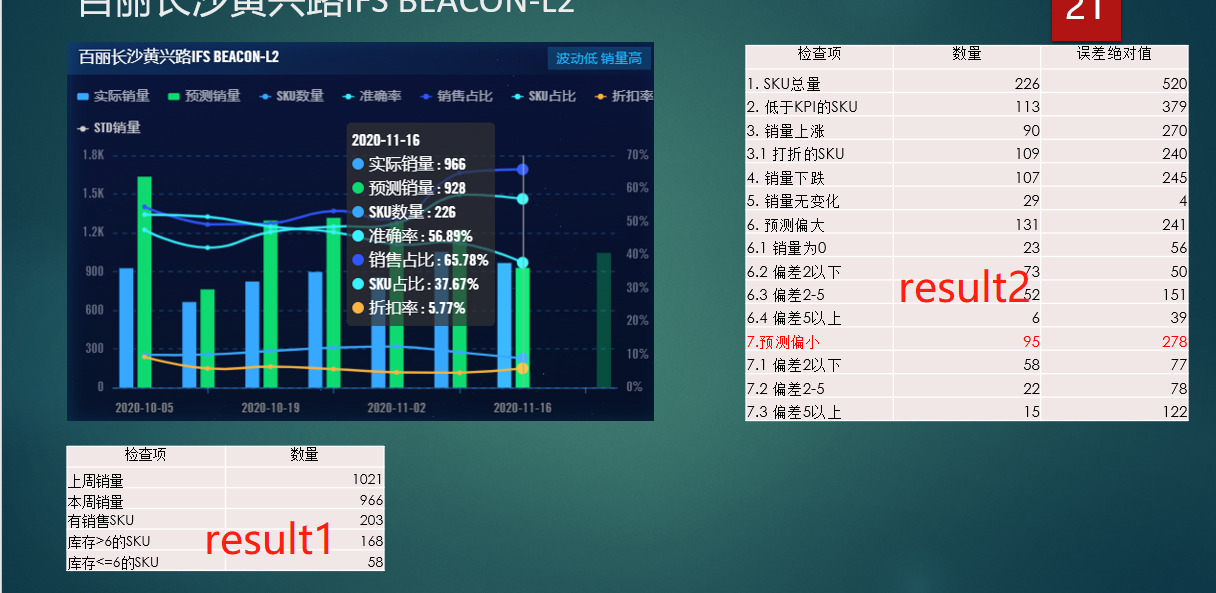 百丽长沙黄兴路IFS BEACON-L2
21
百丽长沙黄兴路IFS BEACON-L2
波动低 销量高
实际销量 预测销量 SKU数量 准确率 销售占比 SKU占比 折扣率
STD销量
2020-11-16
实际销量 : 966
预测销量 : 928
SKU数量 : 226
准确率 : 56.89%
销售占比 : 65.78%
SKU占比 : 37.67%
折扣率 : 5.77%
1.8K
1.5K
1.2K
900
600
300
0
70%
60%
50%
40%
30%
20%
10%
0%
2020-10-05 2020-10-19 2020-11-02 2020-11-16
检查项 数量 误差绝对值
1. SKU总量 226 520
2. 低于KPI的SKU 113 379
3. 销量上涨 90 270
3.1 打折的SKU 109 240
4. 销量下跌 107 245
5. 销量无变化 29 4
6. 预测偏大 131 241
6.1 销量为0 23 56
6.2 偏差2以下 73 50
6.3 偏差2-5 52 151
6.4 偏差5以上 6 39
7.预测偏小 95 278
7.1 偏差2以下 58 77
7.2 偏差2-5 22 78
7.3 偏差5以上 15 122
result2
检查项 数量
上周销量 1021
本周销量 966
有销售SKU 203
库存>6的SKU 168
库存<=6的SKU 58
result1